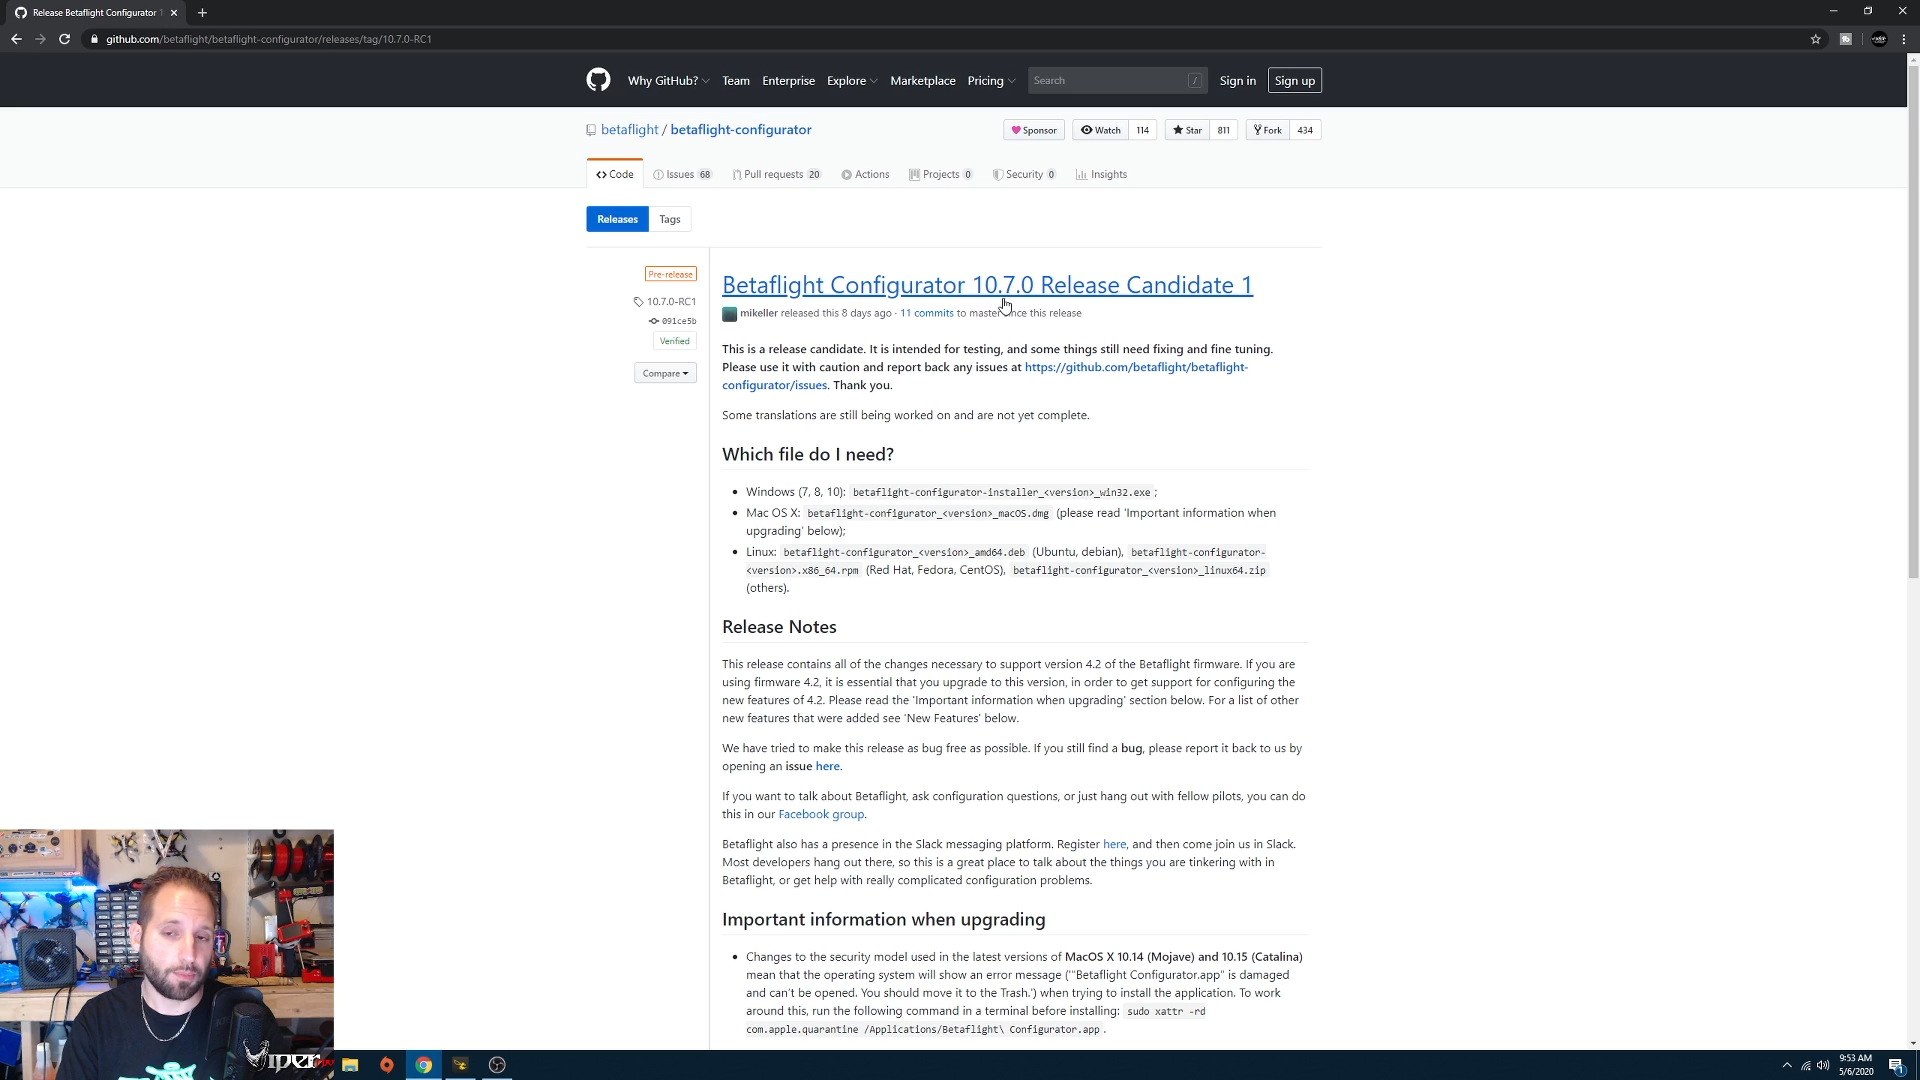 Release Betaflight Configurator 1
github.com/betaflight/betaflight-configurator/releases/tag/10.7.0-RC1
Why GitHub? Team Enterprise Explore Marketplace Pricing Search / Sign in Sign up
betaflight / betaflight-configurator
Sponsor Watch 114 Star 811 Fork 434
Code Issues 68 Pull requests 20 Actions Projects 0 Security 0 Insights
Releases Tags
Pre-release
10.7.0-RC1
091ce5b
Verified
Compare
Betaflight Configurator 10.7.0 Release Candidate 1
mikeller released this 8 days ago · 11 commits to master since this release
This is a release candidate. It is intended for testing, and some things still need fixing and fine tuning.
Please use it with caution and report back any issues at https://github.com/betaflight/betaflight-
configurator/issues. Thank you.
Some translations are still being worked on and are not yet complete.
Which file do I need?
Windows (7, 8, 10): betaflight-configurator-installer_<version>_win32.exe ;
Mac OS X: betaflight-configurator_<version>_macOS.dmg (please read 'Important information when
upgrading' below);
Linux: betaflight-configurator_<version>_amd64.deb (Ubuntu, debian), betaflight-configurator-
<version>.x86_64.rpm (Red Hat, Fedora, CentOS), betaflight-configurator_<version>_linux64.zip
(others).
Release Notes
This release contains all of the changes necessary to support version 4.2 of the Betaflight firmware. If you are
using firmware 4.2, it is essential that you upgrade to this version, in order to get support for configuring the
new features of 4.2. Please read the 'Important information when upgrading' section below. For a list of other
new features that were added see 'New Features' below.
We have tried to make this release as bug free as possible. If you still find a bug, please report it back to us by
opening an issue here.
If you want to talk about Betaflight, ask configuration questions, or just hang out with fellow pilots, you can do
this in our Facebook group.
Betaflight also has a presence in the Slack messaging platform. Register here, and then come join us in Slack.
Most developers hang out there, so this is a great place to talk about the things you are tinkering with in
Betaflight, or get help with really complicated configuration problems.
Important information when upgrading
Changes to the security model used in the latest versions of MacOS X 10.14 (Mojave) and 10.15 (Catalina)
mean that the operating system will show an error message ('"Betaflight Configurator.app" is damaged
and can't be opened. You should move it to the Trash.') when trying to install the application. To work
around this, run the following command in a terminal before installing: sudo xattr -rd
com.apple.quarantine /Applications/Betaflight\ Configurator.app .
Viper
9:53 AM
5/6/2020
1